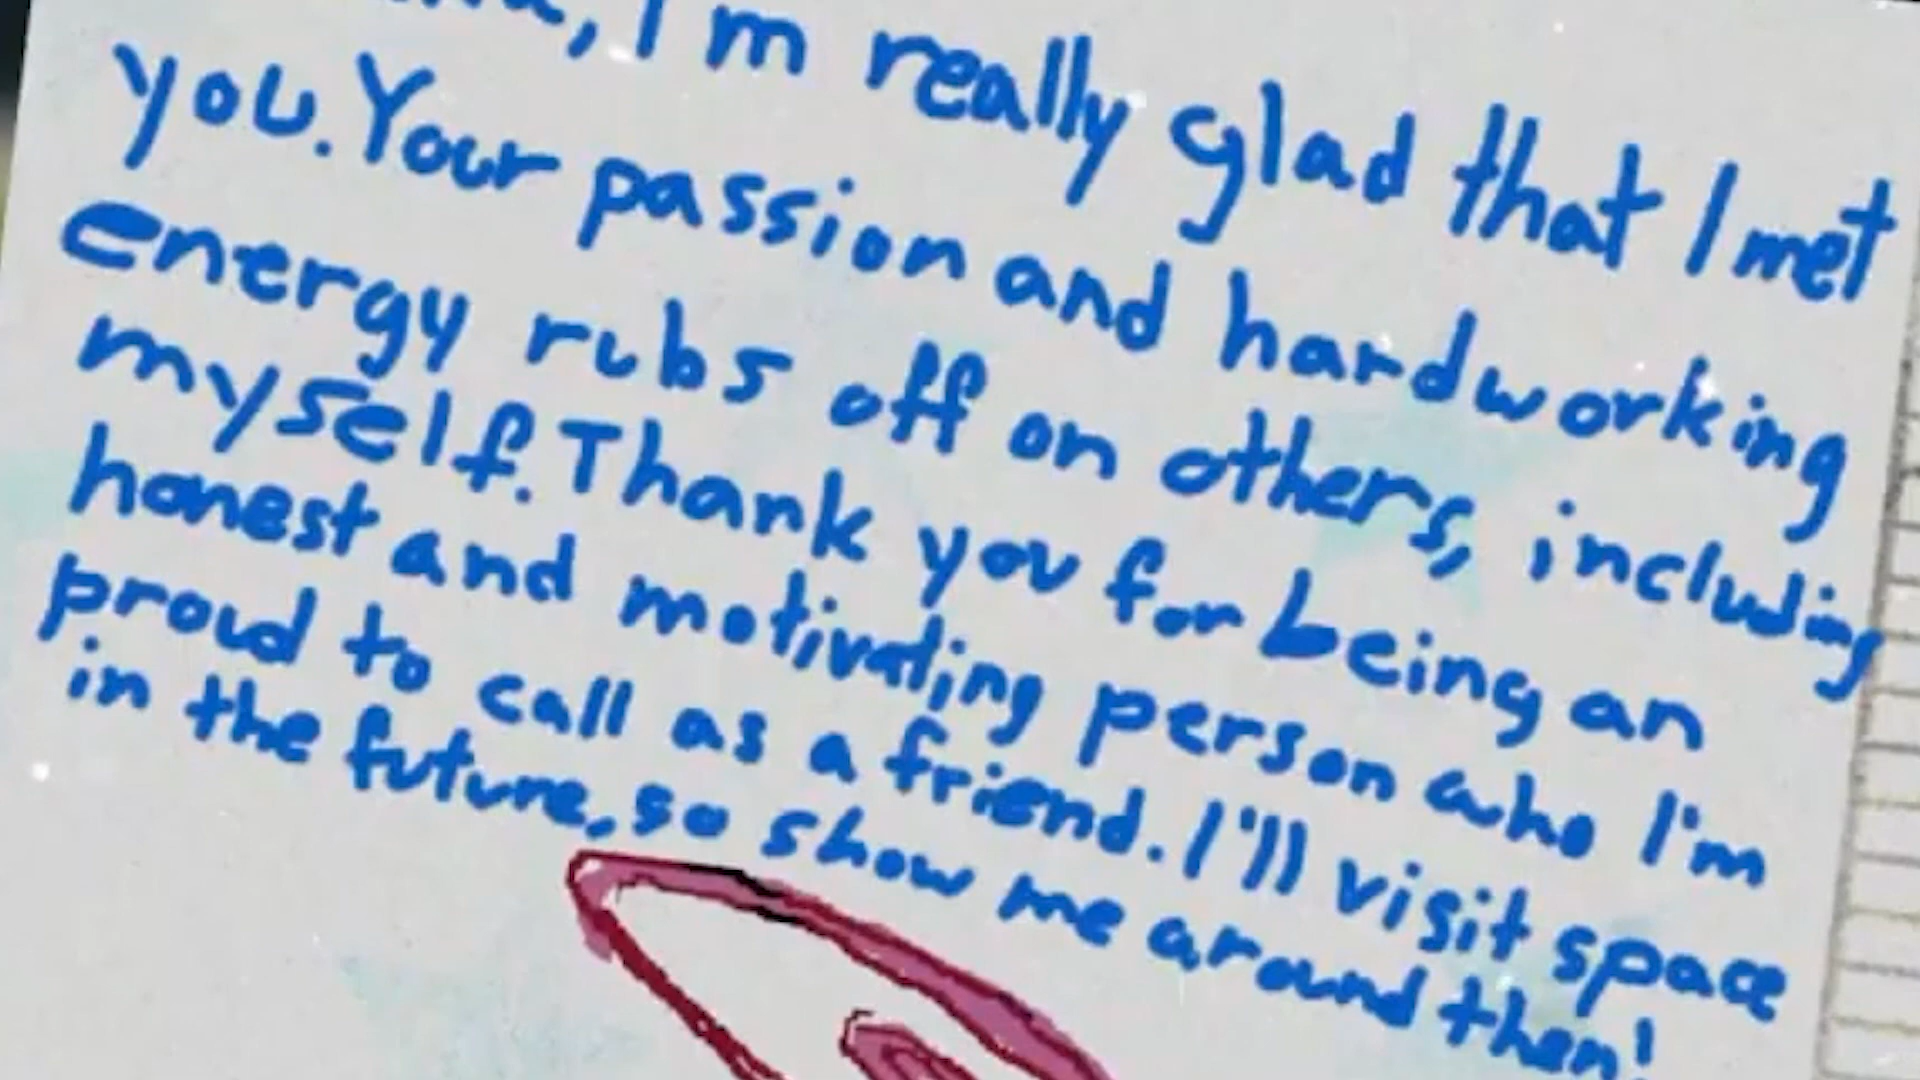 I'm really glad that I met
you. Your passion and hardworking
energy rubs off on others, including
myself. Thank you for being an
honest and motivating person who I'm
proud to call as a friend. I'll visit space
in the future, so show me around then!